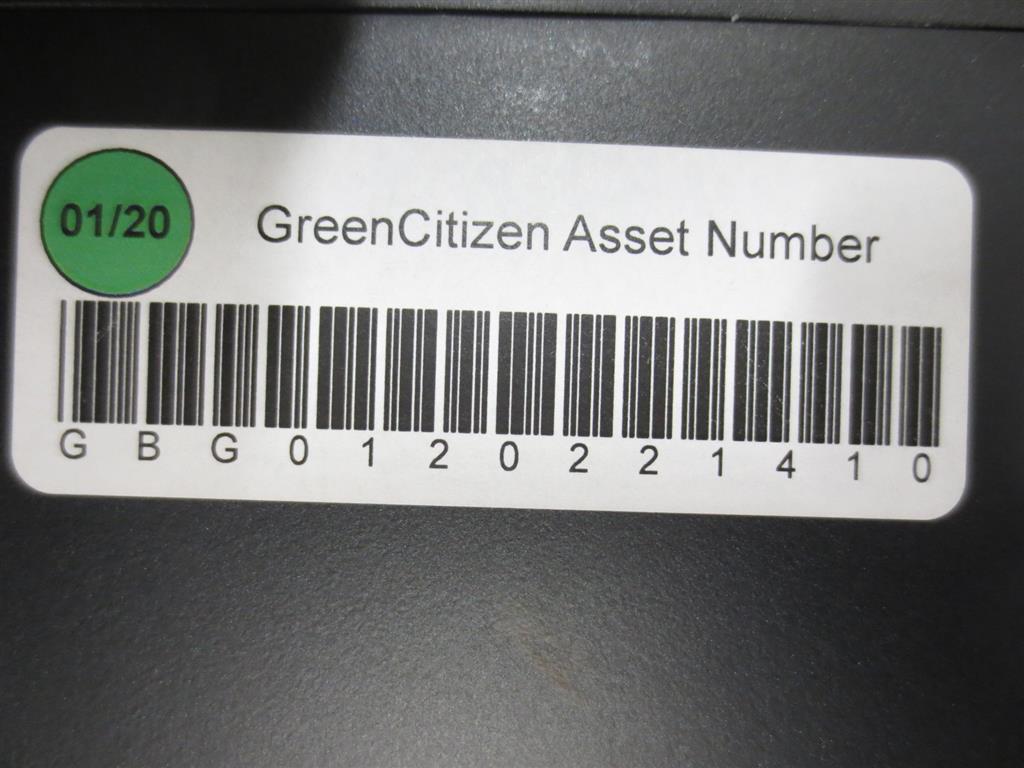 01/20
GreenCitizen Asset Number
GBG0120221410